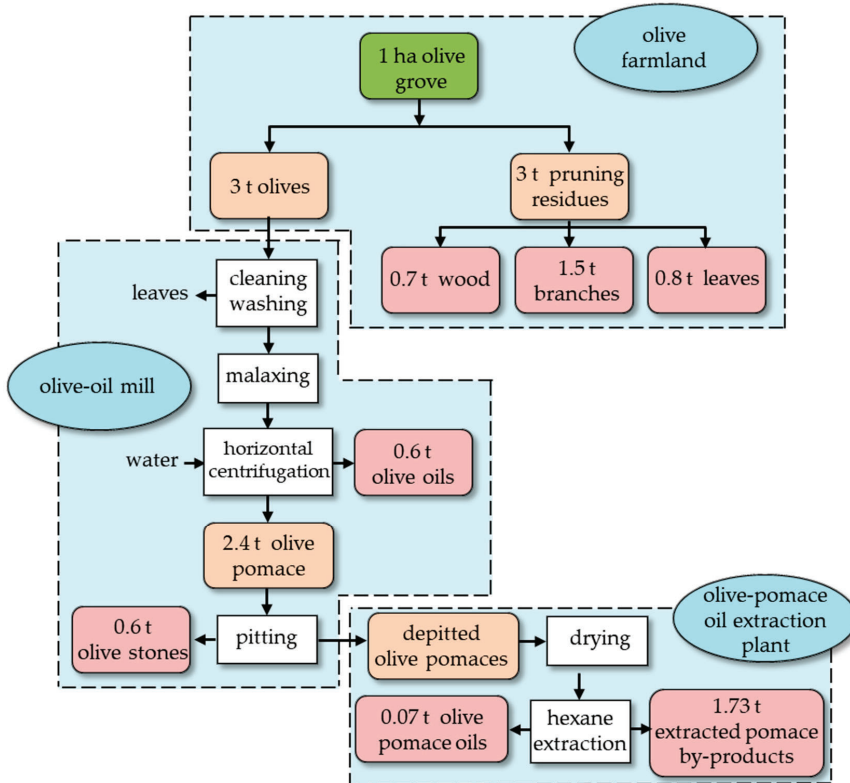 1 ha olive
grove
olive
farmland
3 t olives
3 t pruning
residues
0.7 t wood
1.5 t
branches
0.8 t leaves
leaves
cleaning
washing
olive-oil mill
malaxing
water
horizontal
centrifugation
0.6 t
olive oils
2.4 t olive
pomace
0.6 t
olive stones
pitting
depitted
olive pomaces
drying
olive-pomace
oil extraction
plant
0.07 t olive
pomace oils
hexane
extraction
1.73 t
extracted pomace
by-products